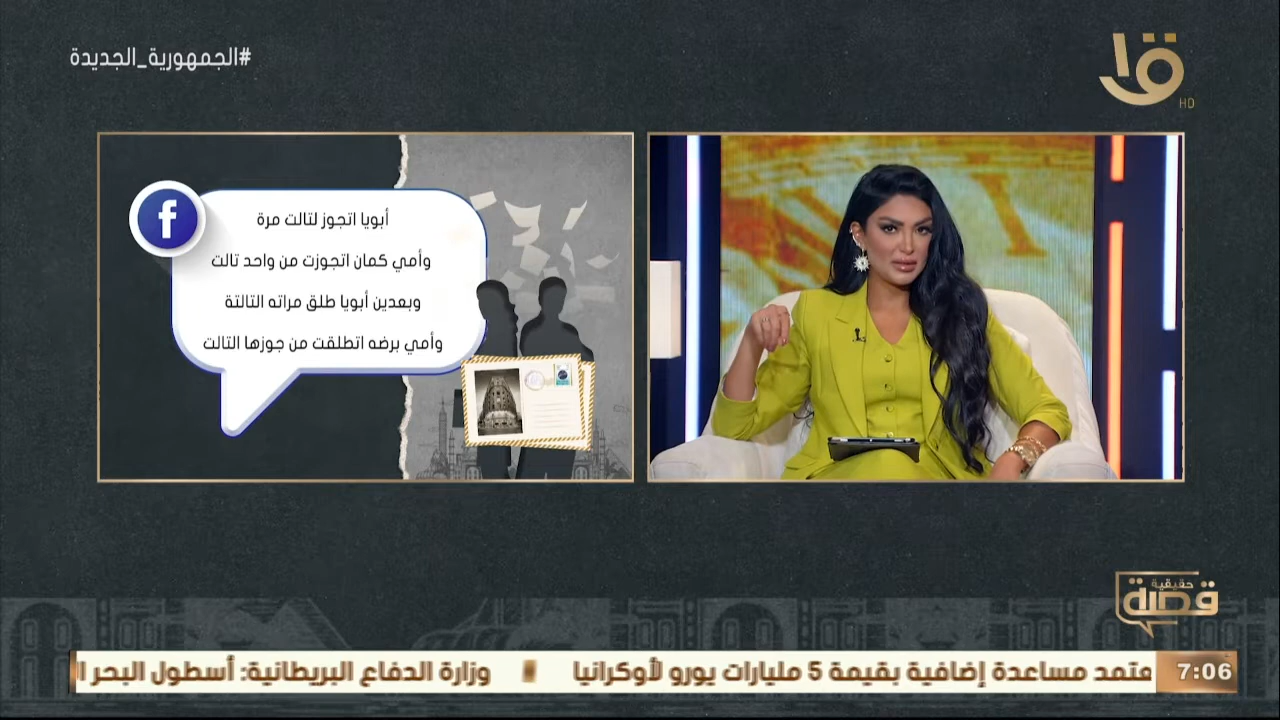 #الجمهورية_الجديدة
HD
f
أبويا اتجوز لتالت مرة
وأمي كمان اتجوزت من واحد تالت
وبعدين أبويا طلق مراته التالتة
وأمي برضه اتطلقت من جوزها التالت
قصة
حقيقية
7:06
عتمد مساعدة إضافية بقيمة 5 مليارات يورو لأوكرانيا
وزارة الدفاع البريطانية: أسطول البحر ا